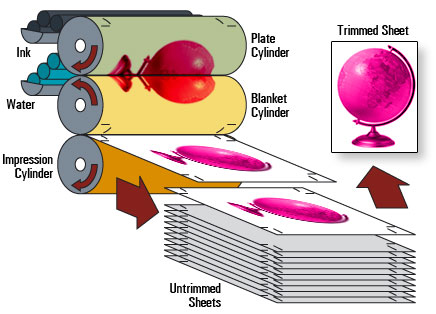 Plate
Cylinder
Trimmed Sheet
Ink
Water
Blanket
Cylinder
Impression
Cylinder
Untrimmed
Sheets